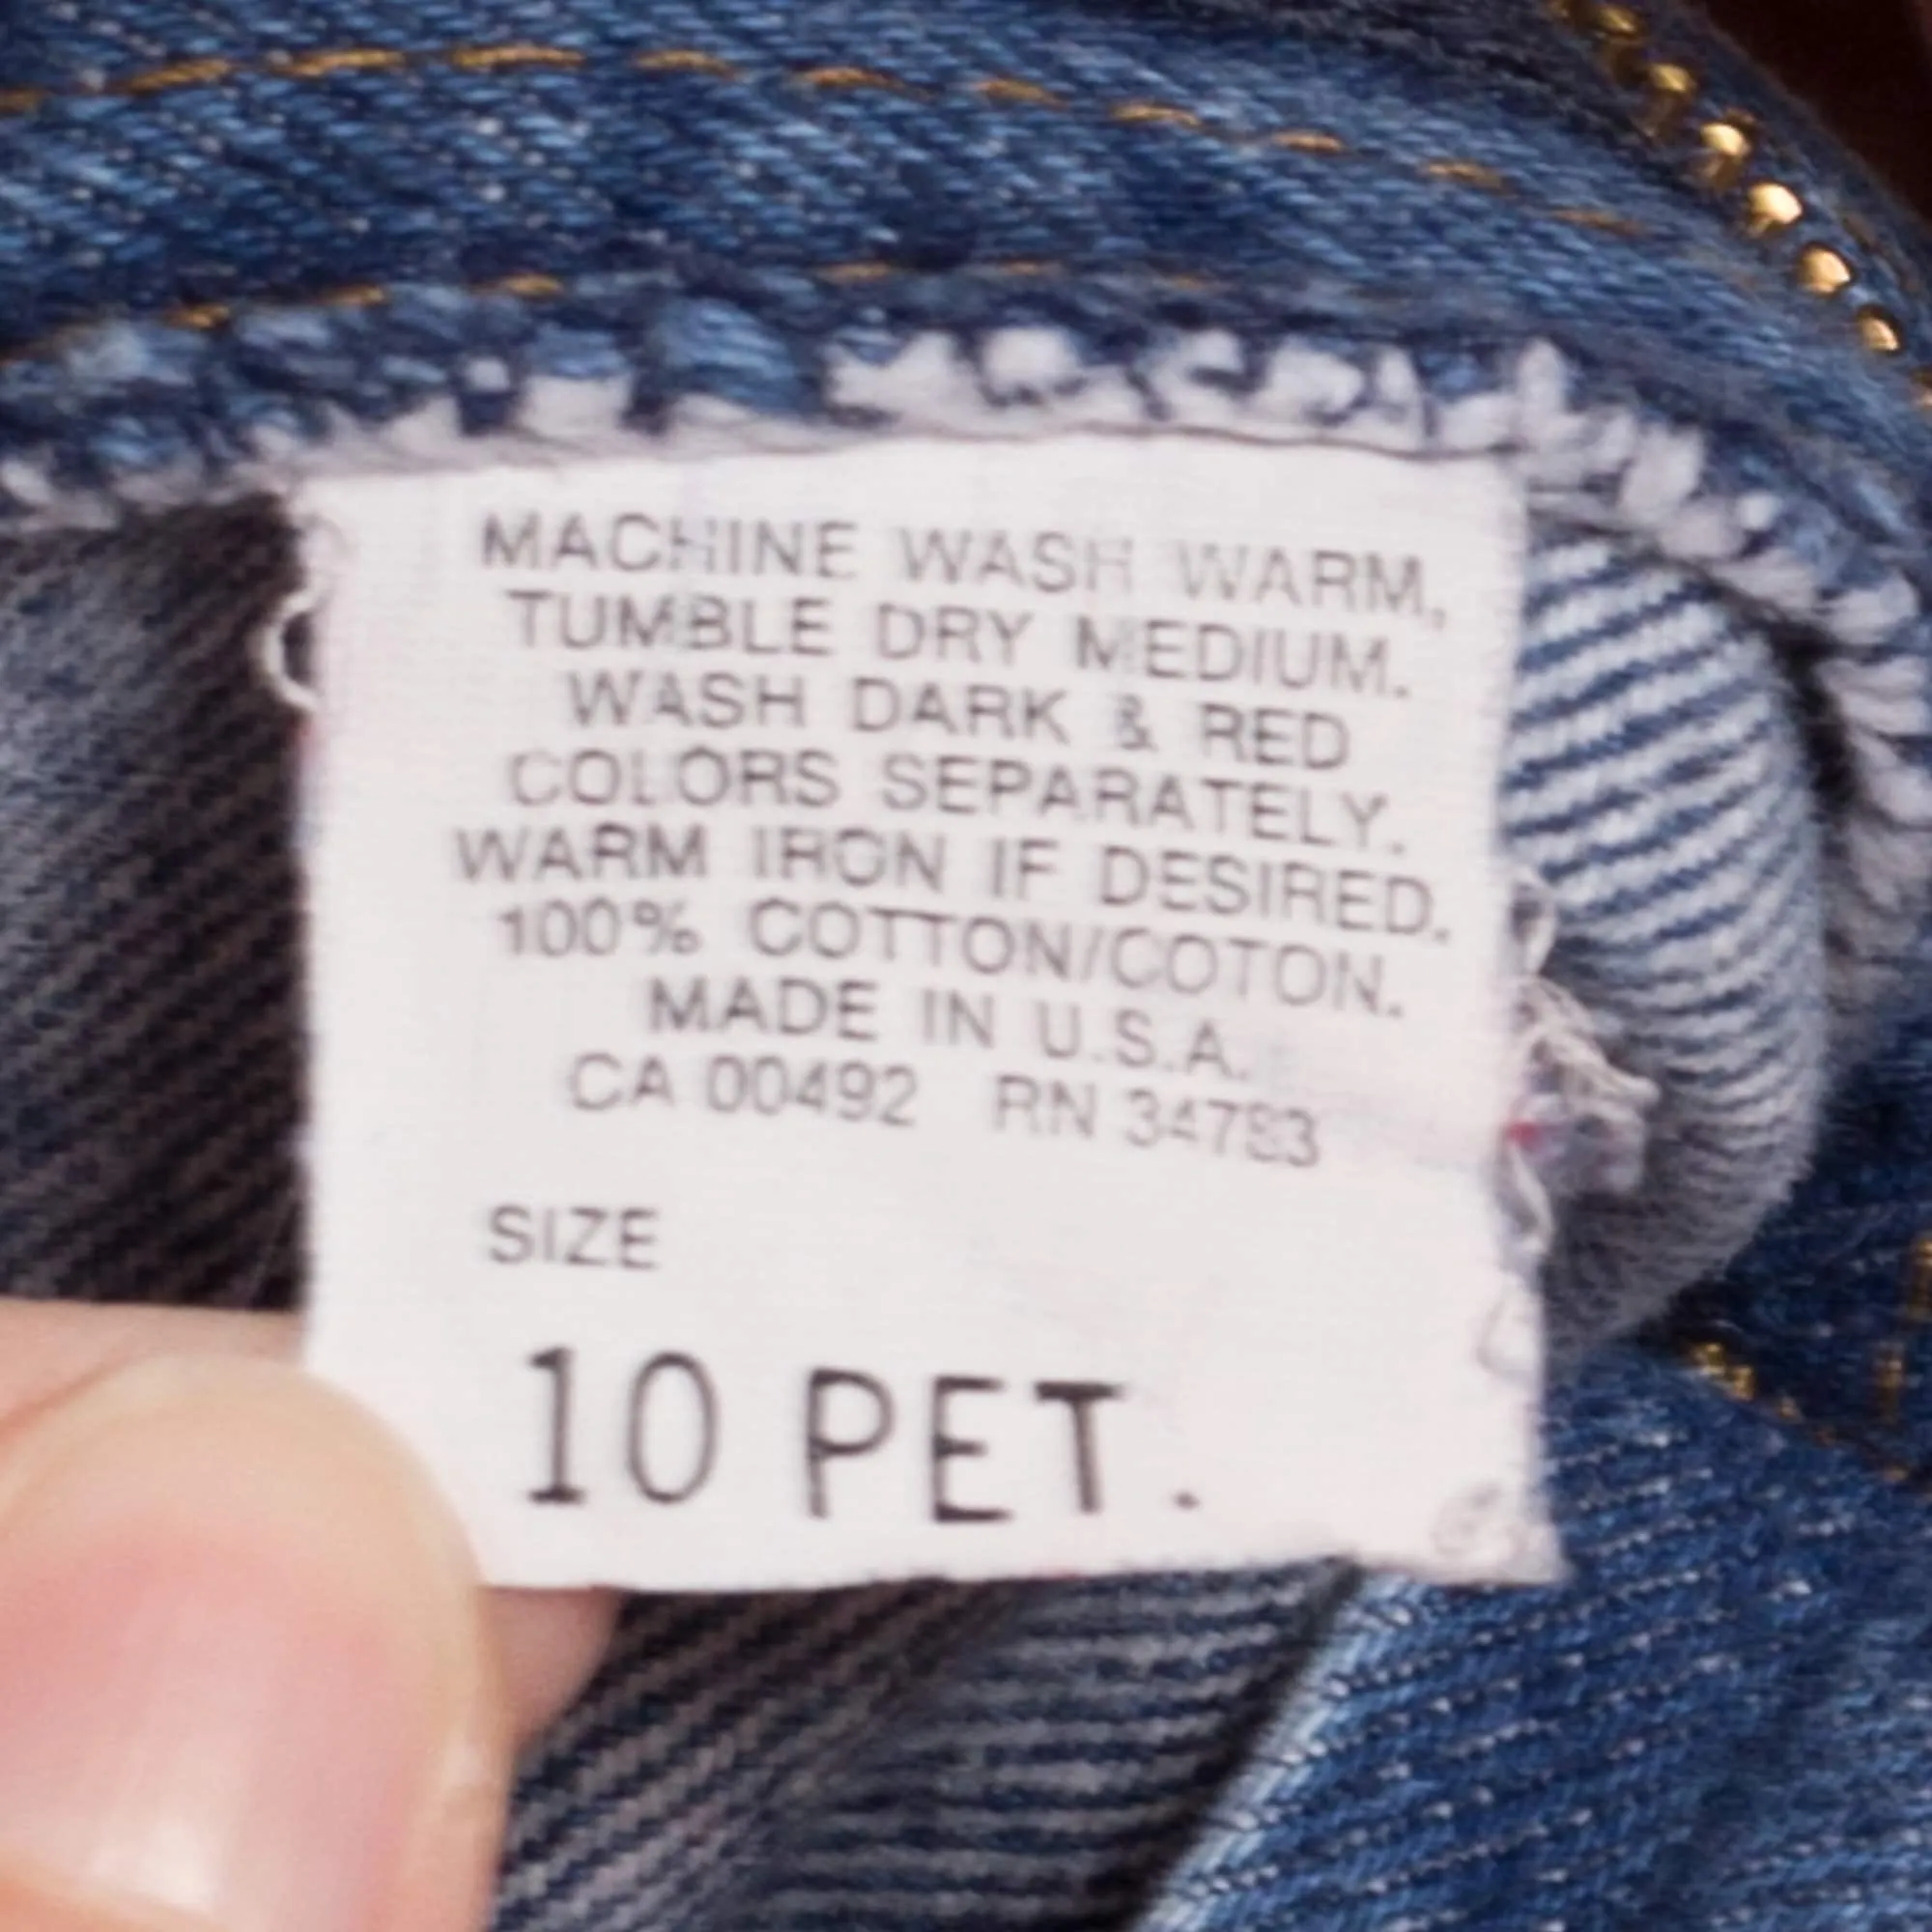 MACHINE WASH WARM,
TUMBLE DRY MEDIUM.
WASH DARK & RED
COLORS SEPARATELY.
WARM IRON IF DESIRED.
100% COTTON/COTON.
MADE IN U.S.A.
CA 00492 RN
SIZE
10 PET.